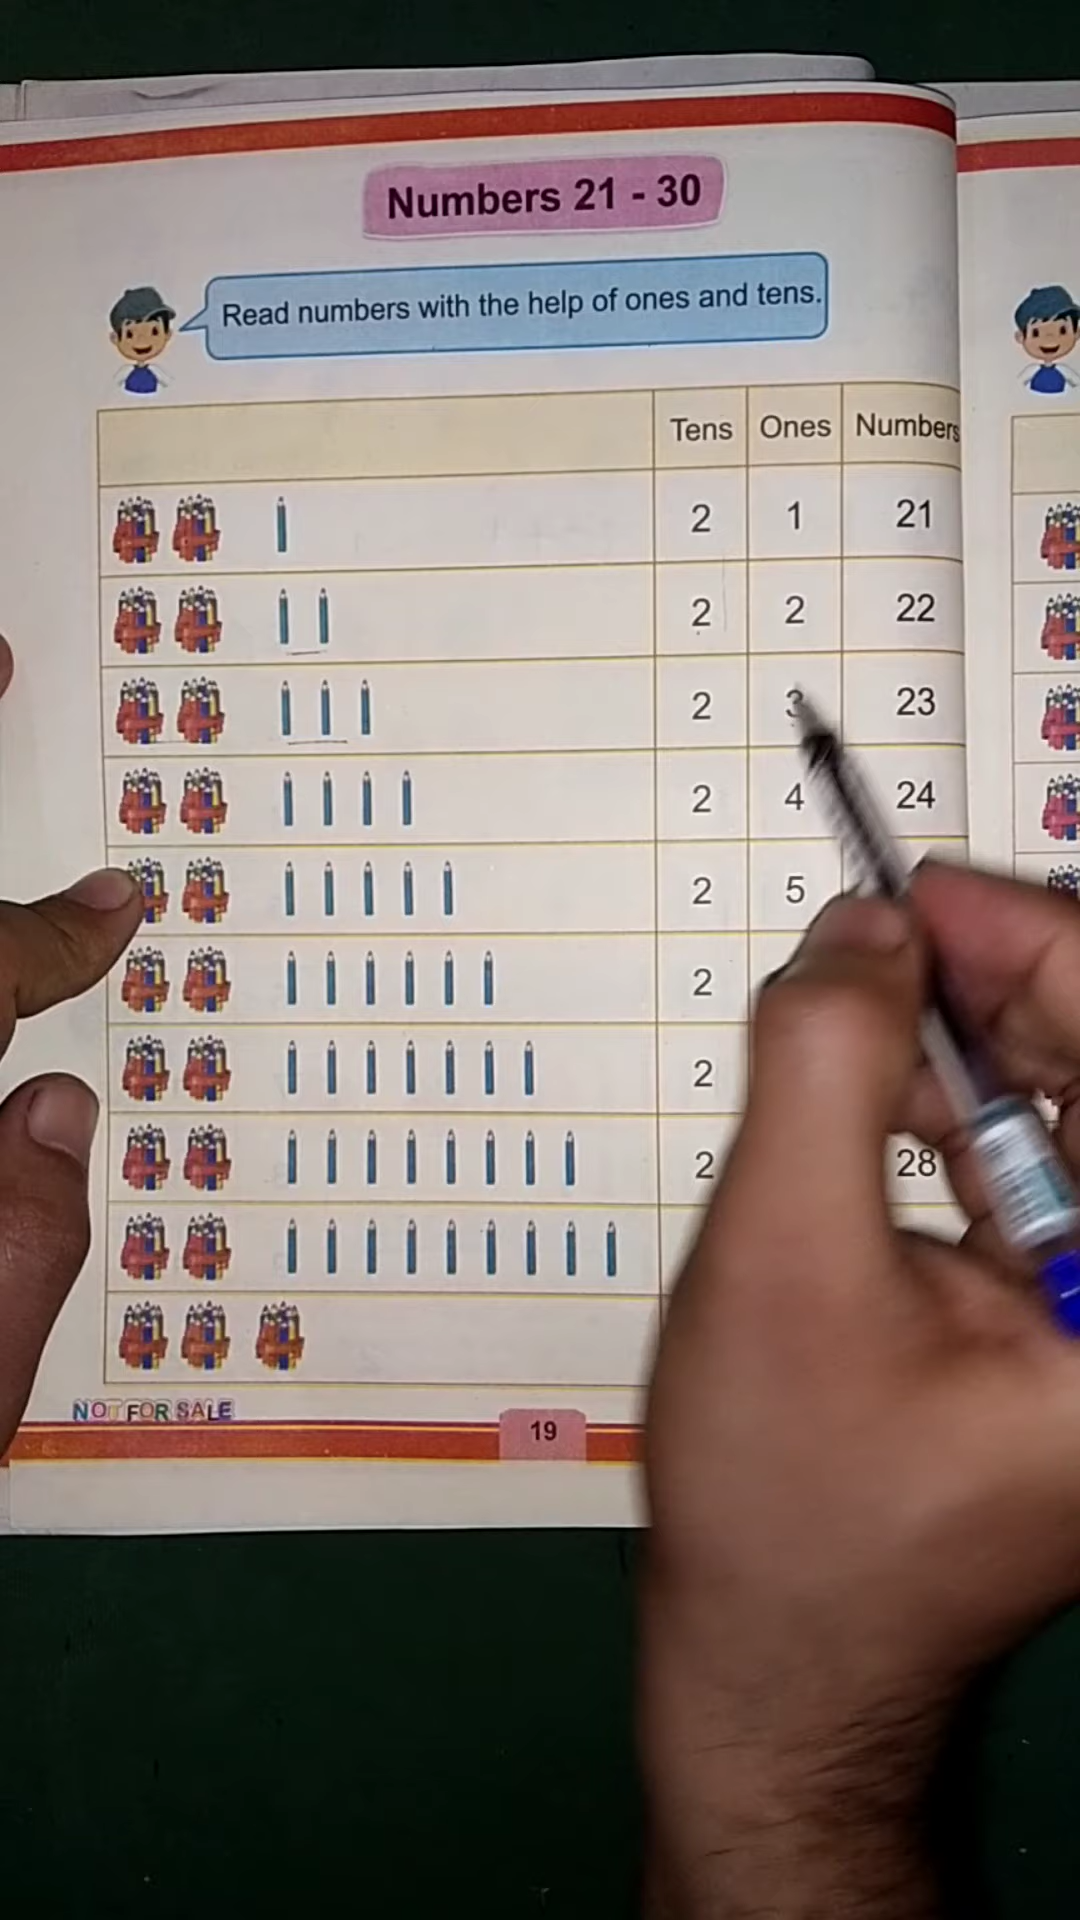 Numbers 21 - 30
Read numbers with the help of ones and tens.
Tens Ones Numbers
2 1 21
2 2 22
2 3 23
2 4 24
2 5
2
2
2 28
NOT FOR SALE
19